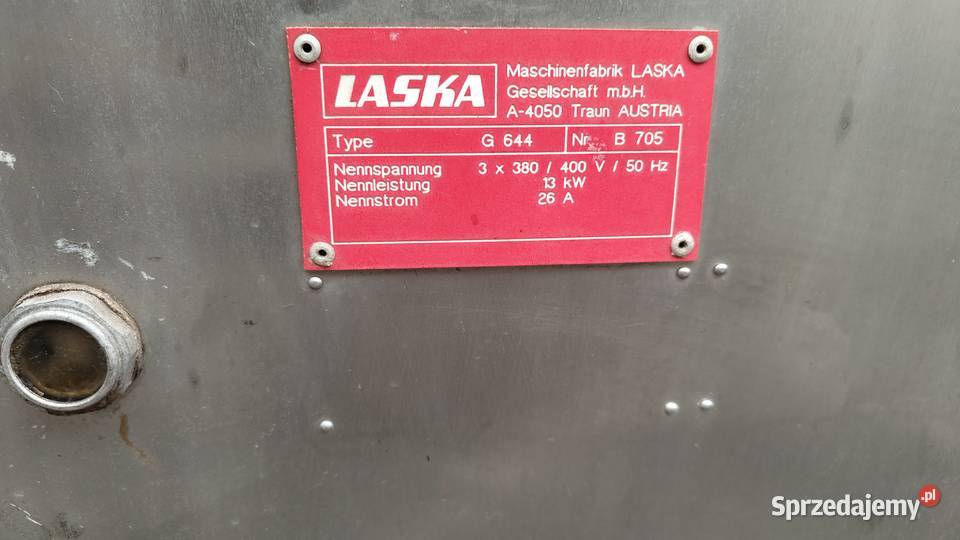 LASKA
Maschinenfabrik LASKA
Gesellschaft m.b.H.
A-4050 Traun AUSTRIA
Type G 644 Nr. B 705
Nennspannung 3 x 380 / 400 V / 50 Hz
Nennleistung 13 kW
Nennstrom 26 A
Sprzedajemy.pl